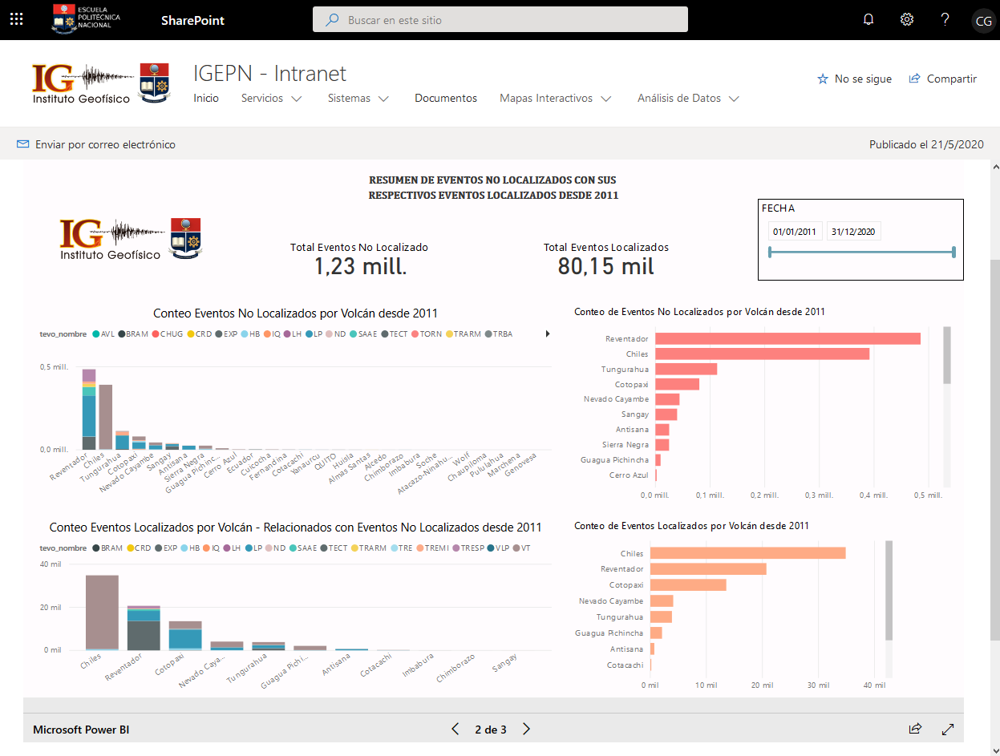 ESCUELA
POLITÉCNICA
NACIONAL
SharePoint
Buscar en este sitio
CG
IG
Instituto Geofísico
IGEPN - Intranet
Inicio Servicios Sistemas Documentos Mapas Interactivos Análisis de Datos
No se sigue Compartir
Enviar por correo electrónico
Publicado el 21/5/2020
RESUMEN DE EVENTOS NO LOCALIZADOS CON SUS
RESPECTIVOS EVENTOS LOCALIZADOS DESDE 2011
IG
Instituto Geofísico
Total Eventos No Localizado
1,23 mill.
Total Eventos Localizados
80,15 mil
FECHA
01/01/2011 31/12/2020
Conteo Eventos No Localizados por Volcán desde 2011
tevo_nombre AVL BRAM CHUG CRD EXP HB IQ LH LP ND SAAE TECT TORN TRARM TRBA
0,5 mill.
0,0 mill.
Reventador
Chiles
Tungurahua
Cotopaxi
Nevado Cayambe
Sangay
Antisana
Sierra Negra
Guagua Pichinc...
Cerro Azul
Ecuador
Cuicocha
Fernandina
Cotacachi
Yanaurcu
QUITO
Huisla
Almas Santas
Alcedo
Chimborazo
Imbabura
Soche
Atacazo-Ninahu...
Wolf
Chaupiloma
Pululahua
Marchena
Genovesa
Conteo de Eventos No Localizados por Volcán desde 2011
Reventador
Chiles
Tungurahua
Cotopaxi
Nevado Cayambe
Sangay
Antisana
Sierra Negra
Guagua Pichincha
Cerro Azul
0,0 mill. 0,1 mill. 0,2 mill. 0,3 mill. 0,4 mill. 0,5 mill.
Conteo Eventos Localizados por Volcán - Relacionados con Eventos No Localizados desde 2011
tevo_nombre BRAM CRD EXP HB IQ LH LP ND SAAE TECT TRARM TRE TREMI TRESP VLP VT
40 mil
20 mil
0 mil
Chiles
Reventador
Cotopaxi
Nevado Caya...
Tungurahua
Guagua Pichi...
Antisana
Cotacachi
Imbabura
Chimborazo
Sangay
Conteo de Eventos Localizados por Volcán desde 2011
Chiles
Reventador
Cotopaxi
Nevado Cayambe
Tungurahua
Guagua Pichincha
Antisana
Cotacachi
0 mil 10 mil 20 mil 30 mil 40 mil
Microsoft Power BI
2 de 3